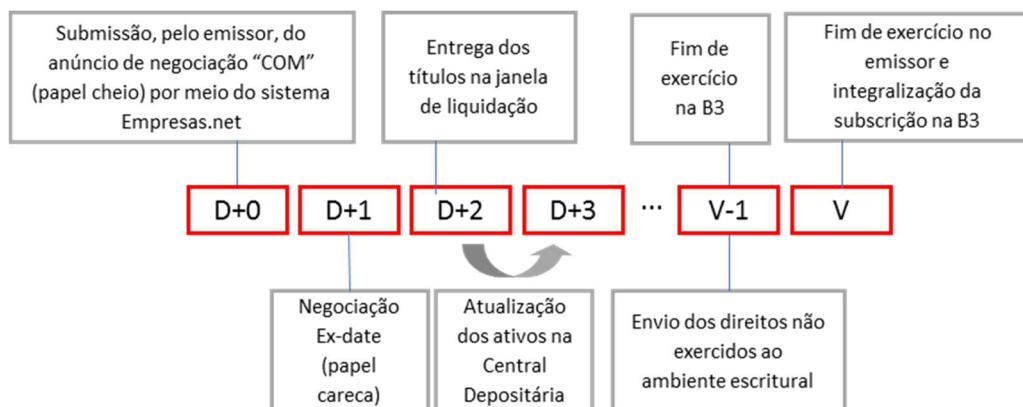 Submissão, pelo emissor, do
anúncio de negociação “COM”
(papel cheio) por meio do sistema
Empresas.net
Entrega dos
títulos na janela
de liquidação
Fim de
exercício
na B3
Fim de exercício no
emissor e
integralização da
subscrição na B3
D+0
D+1
D+2
D+3
...
V-1
V
Negociação
Ex-date
(papel
careca)
Atualização
dos ativos na
Central
Depositária
Envio dos direitos não
exercidos ao
ambiente escritural